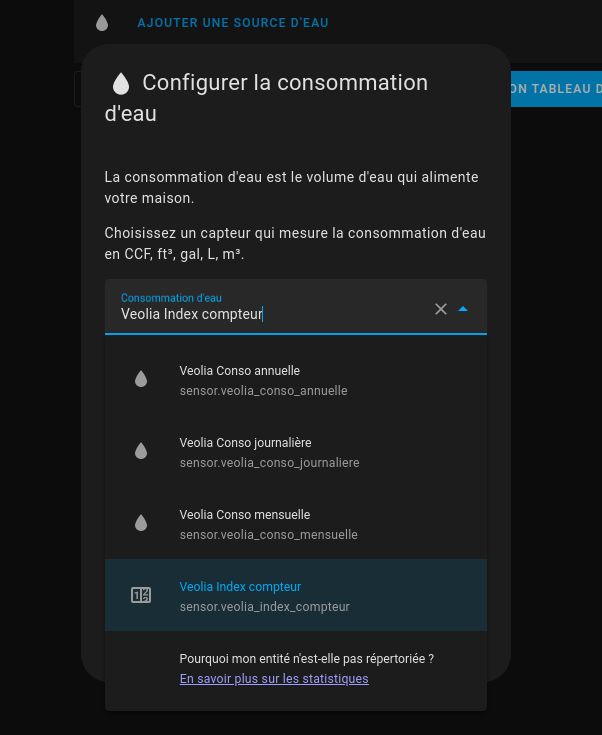 AJOUTER UNE SOURCE D'EAU
Configurer la consommation
d'eau
ON TABLEAU D
La consommation d'eau est le volume d'eau qui alimente
votre maison.
Choisissez un capteur qui mesure la consommation d'eau
en CCF, ft³, gal, L, m³.
Consommation d'eau
Veolia Index compteur
Veolia Conso annuelle
sensor.veolia_conso_annuelle
Veolia Conso journalière
sensor.veolia_conso_journaliere
Veolia Conso mensuelle
sensor.veolia_conso_mensuelle
Veolia Index compteur
sensor.veolia_index_compteur
Pourquoi mon entité n'est-elle pas répertoriée ?
En savoir plus sur les statistiques